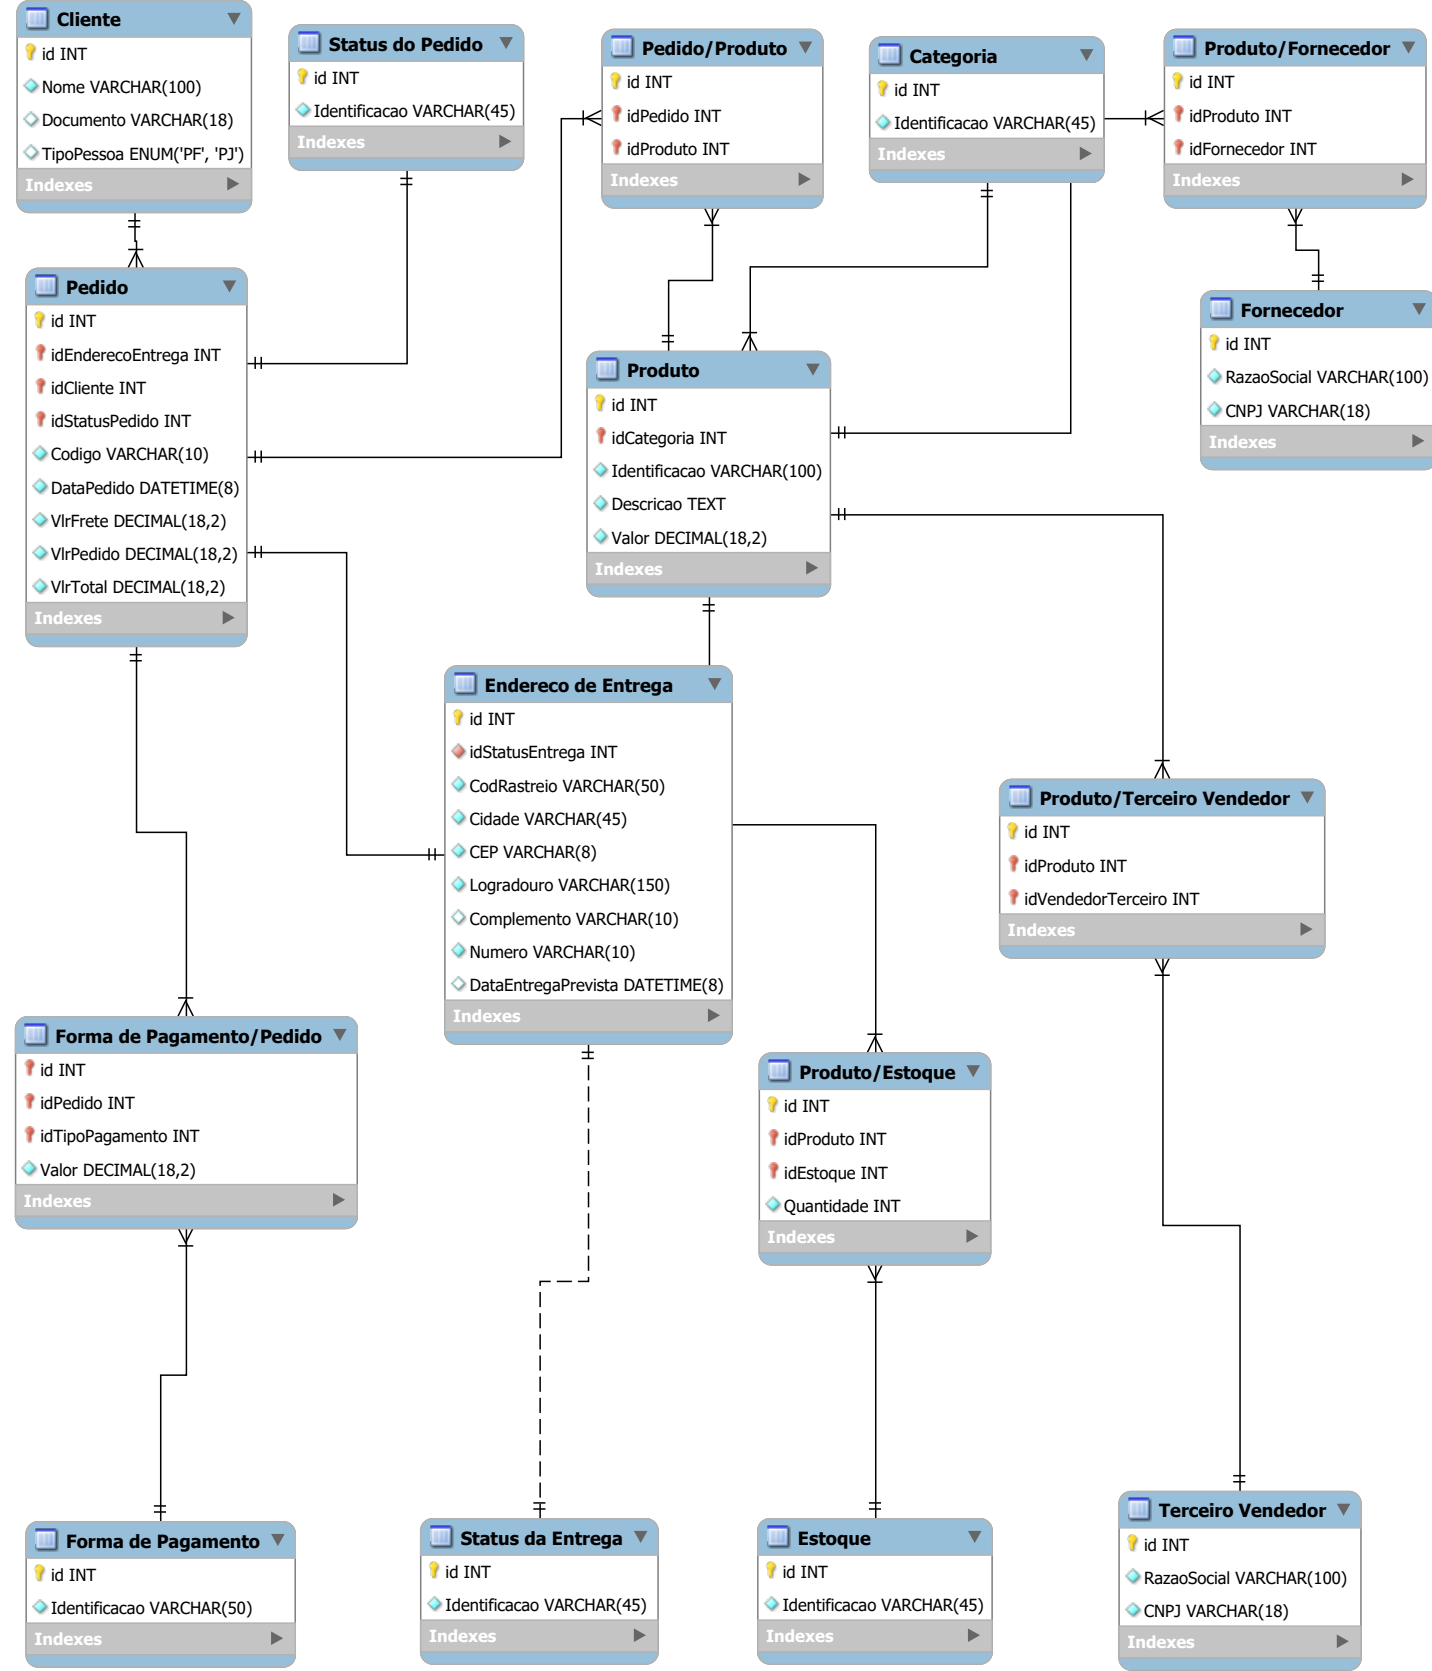 Cliente
id INT
Nome VARCHAR(100)
Documento VARCHAR(18)
TipoPessoa ENUM('PF', 'PJ')
Indexes
Status do Pedido
id INT
Identificacao VARCHAR(45)
Indexes
Pedido/Produto
id INT
idPedido INT
idProduto INT
Indexes
Categoria
id INT
Identificacao VARCHAR(45)
Indexes
Produto/Fornecedor
id INT
idProduto INT
idFornecedor INT
Indexes
Pedido
id INT
idEnderecoEntrega INT
idCliente INT
idStatusPedido INT
Codigo VARCHAR(10)
DataPedido DATETIME(8)
VlrFrete DECIMAL(18,2)
VlrPedido DECIMAL(18,2)
VlrTotal DECIMAL(18,2)
Indexes
Produto
id INT
idCategoria INT
Identificacao VARCHAR(100)
Descricao TEXT
Valor DECIMAL(18,2)
Indexes
Fornecedor
id INT
RazaoSocial VARCHAR(100)
CNPJ VARCHAR(18)
Indexes
Endereco de Entrega
id INT
idStatusEntrega INT
CodRastreio VARCHAR(50)
Cidade VARCHAR(45)
CEP VARCHAR(8)
Logradouro VARCHAR(150)
Complemento VARCHAR(10)
Numero VARCHAR(10)
DataEntregaPrevista DATETIME(8)
Indexes
Produto/Terceiro Vendedor
id INT
idProduto INT
idVendedorTerceiro INT
Indexes
Forma de Pagamento/Pedido
id INT
idPedido INT
idTipoPagamento INT
Valor DECIMAL(18,2)
Indexes
Produto/Estoque
id INT
idProduto INT
idEstoque INT
Quantidade INT
Indexes
Forma de Pagamento
id INT
Identificacao VARCHAR(50)
Indexes
Status da Entrega
id INT
Identificacao VARCHAR(45)
Indexes
Estoque
id INT
Identificacao VARCHAR(45)
Indexes
Terceiro Vendedor
id INT
RazaoSocial VARCHAR(100)
CNPJ VARCHAR(18)
Indexes